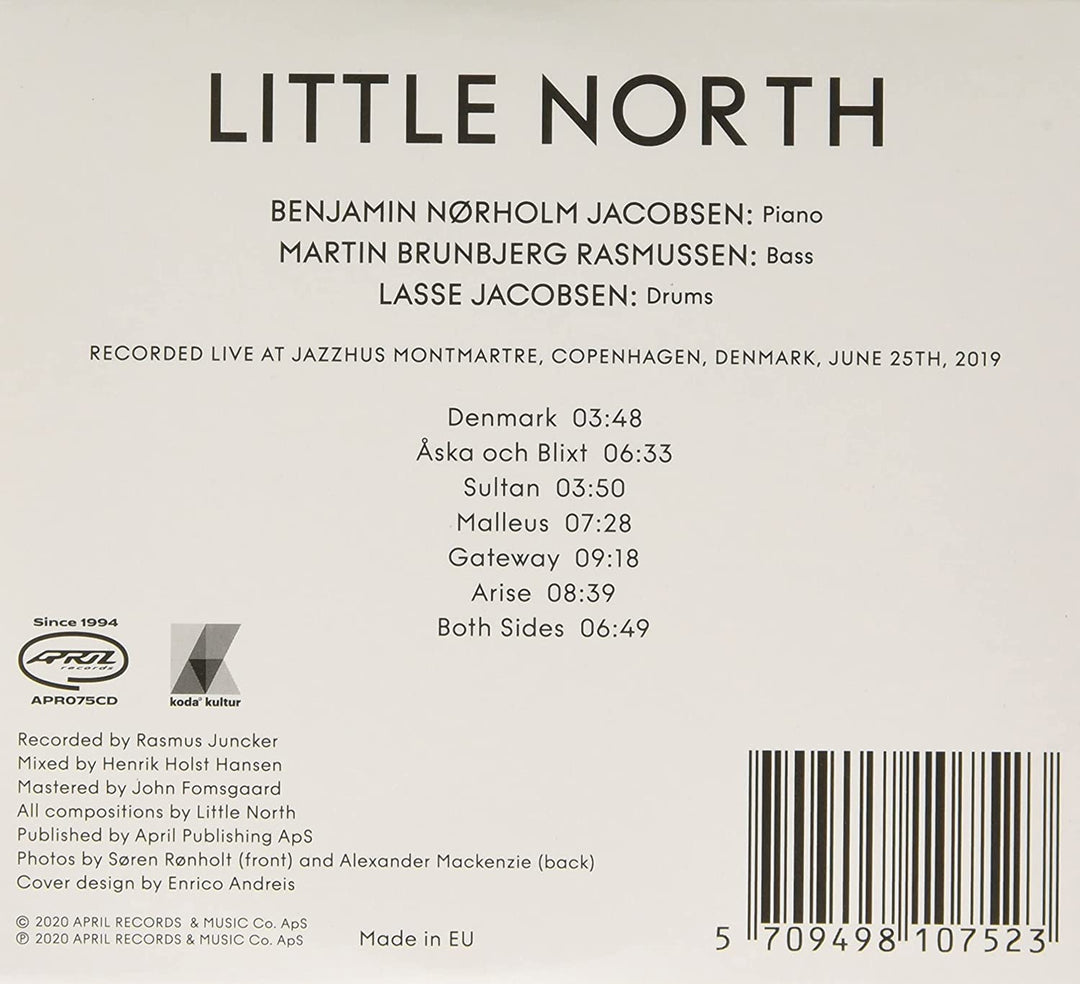 LITTLE NORTH
BENJAMIN NØRHOLM JACOBSEN: Piano
MARTIN BRUNBJERG RASMUSSEN: Bass
LASSE JACOBSEN: Drums
RECORDED LIVE AT JAZZHUS MONTMARTRE, COPENHAGEN, DENMARK, JUNE 25TH, 2019
Denmark 03:48
Åska och Blixt 06:33
Sultan 03:50
Malleus 07:28
Gateway 09:18
Arise 08:39
Both Sides 06:49
Since 1994
APRIL
records
APR075CD
koda® kultur
Recorded by Rasmus Juncker
Mixed by Henrik Holst Hansen
Mastered by John Fomsgaard
All compositions by Little North
Published by April Publishing ApS
Photos by Søren Rønholt (front) and Alexander Mackenzie (back)
Cover design by Enrico Andreis
© 2020 APRIL RECORDS & MUSIC Co. ApS
℗ 2020 APRIL RECORDS & MUSIC Co. ApS
Made in EU
5 709498 107523